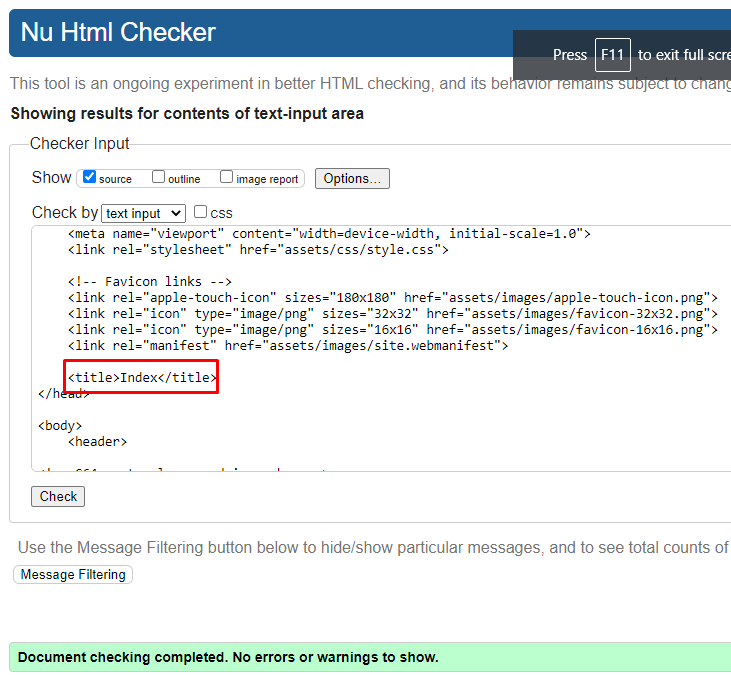 Nu Html Checker
Press F11 to exit full scre
This tool is an ongoing experiment in better HTML checking, and its behavior remains subject to chang
Showing results for contents of text-input area
Checker Input
Show source outline image report Options...
Check by text input css
<meta name="viewport" content="width=device-width, initial-scale=1.0">
<link rel="stylesheet" href="assets/css/style.css">
<!-- Favicon links -->
<link rel="apple-touch-icon" sizes="180x180" href="assets/images/apple-touch-icon.png">
<link rel="icon" type="image/png" sizes="32x32" href="assets/images/favicon-32x32.png">
<link rel="icon" type="image/png" sizes="16x16" href="assets/images/favicon-16x16.png">
<link rel="manifest" href="assets/images/site.webmanifest">
<title>Index</title>
</head>
<body>
<header>
Check
Use the Message Filtering button below to hide/show particular messages, and to see total counts of
Message Filtering
Document checking completed. No errors or warnings to show.